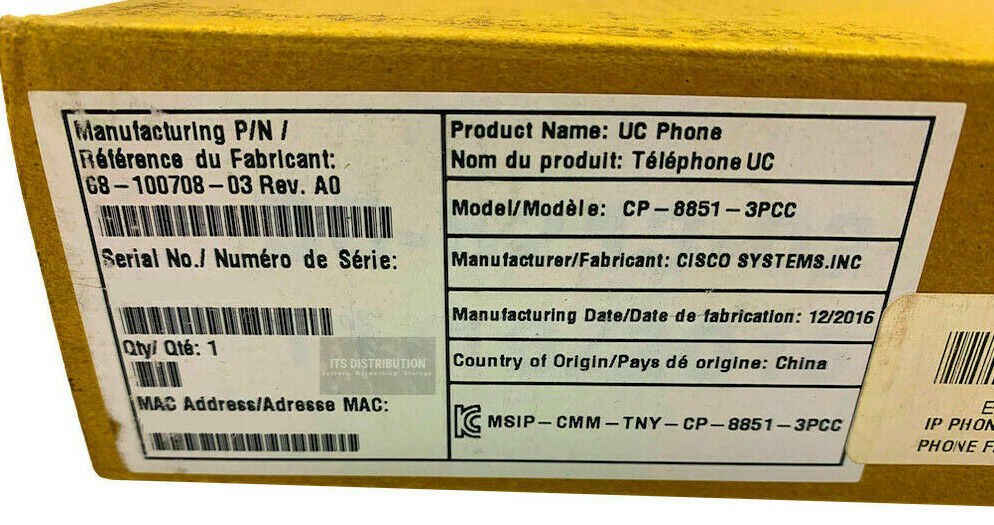 Manufacturing P/N /
Référence du Fabricant:
68-100708-03 Rev. A0
Serial No./ Numéro de Série:
Qty/ Qté: 1
MAC Address/Adresse MAC:
Product Name: UC Phone
Nom du produit: Téléphone UC
Model/Modèle: CP-8851-3PCC
Manufacturer/Fabricant: CISCO SYSTEMS.INC
Manufacturing Date/Date de fabrication: 12/2016
Country of Origin/Pays dé origine: China
MSIP-CMM-TNY-CP-8851-3PCC
ITS DISTRIBUTION
Servers, Networking, Storage
IP PHON
PHONE F